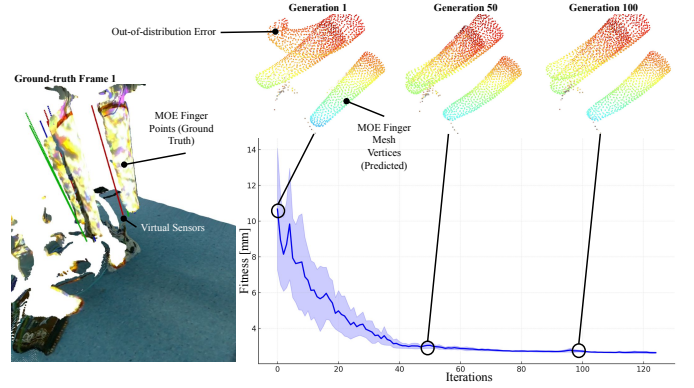 Generation 1
Generation 50
Generation 100
Out-of-distribution Error
Ground-truth Frame 1
MOE Finger
Points (Ground
Truth)
MOE Finger
Mesh
Vertices
(Predicted)
Virtual Sensors
Fitness [mm]
14
12
10
8
6
4
0
20
40
60
80
100
120
Iterations